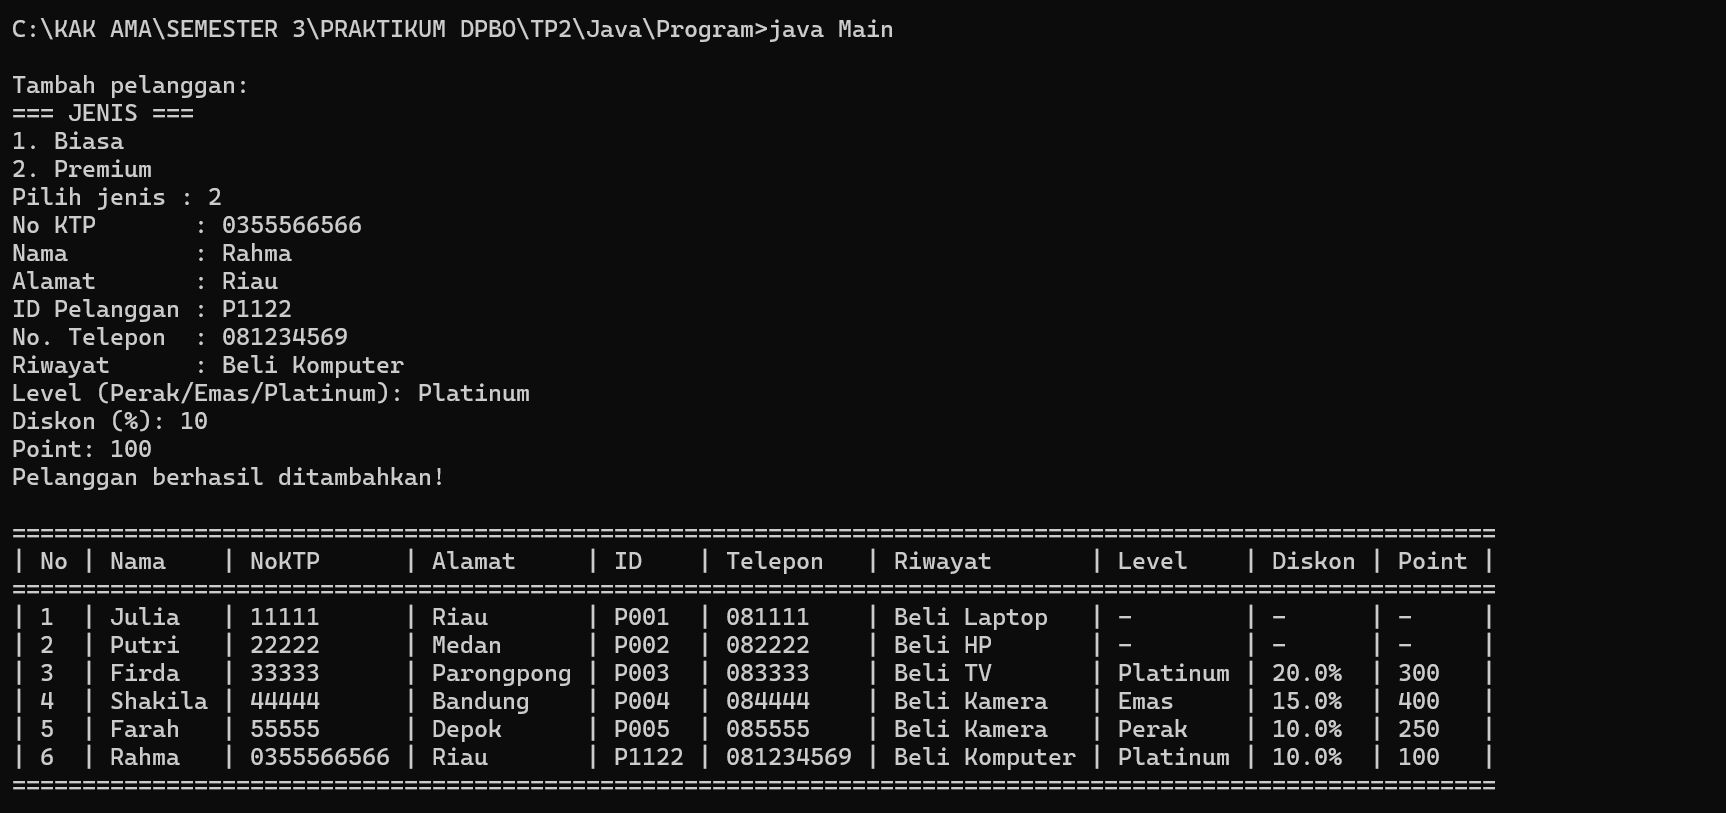 C:\KAK AMA\SEMESTER 3\PRAKTIKUM DPBO\TP2\Java\Program>java Main

Tambah pelanggan:
=== JENIS ===
1. Biasa
2. Premium
Pilih jenis : 2
No KTP       : 0355566566
Nama         : Rahma
Alamat       : Riau
ID Pelanggan : P1122
No. Telepon  : 081234569
Riwayat      : Beli Komputer
Level (Perak/Emas/Platinum): Platinum
Diskon (%): 10
Point: 100
Pelanggan berhasil ditambahkan!

==========================================================================================================
| No | Nama    | NoKTP      | Alamat     | ID    | Telepon   | Riwayat       | Level    | Diskon | Point |
==========================================================================================================
| 1  | Julia   | 11111      | Riau       | P001  | 081111    | Beli Laptop   | -        | -      | -     |
| 2  | Putri   | 22222      | Medan      | P002  | 082222    | Beli HP       | -        | -      | -     |
| 3  | Firda   | 33333      | Parongpong | P003  | 083333    | Beli TV       | Platinum | 20.0%  | 300   |
| 4  | Shakila | 44444      | Bandung    | P004  | 084444    | Beli Kamera   | Emas     | 15.0%  | 400   |
| 5  | Farah   | 55555      | Depok      | P005  | 085555    | Beli Kamera   | Perak    | 10.0%  | 250   |
| 6  | Rahma   | 0355566566 | Riau       | P1122 | 081234569 | Beli Komputer | Platinum | 10.0%  | 100   |
==========================================================================================================